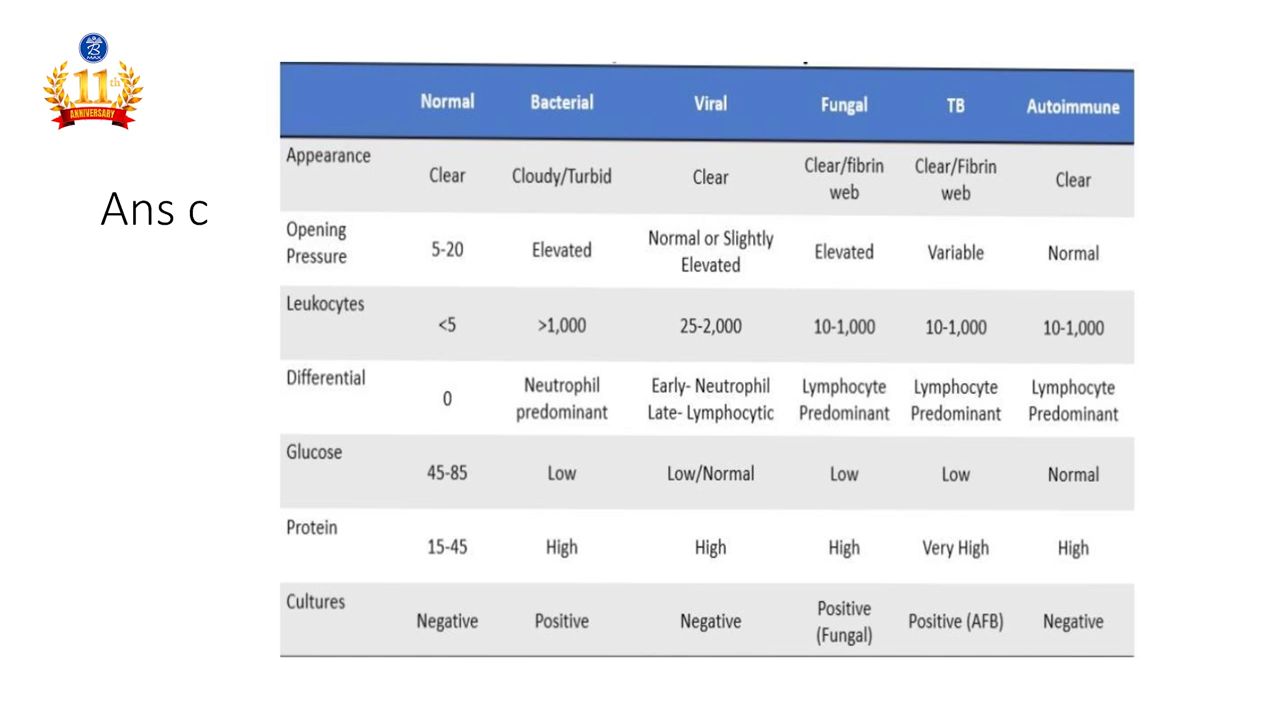 B
MAX
11th
ANNIVERSARY
Ans c
Normal Bacterial Viral Fungal TB Autoimmune
Appearance Clear Cloudy/Turbid Clear Clear/fibrin web Clear/Fibrin web Clear
Opening Pressure 5-20 Elevated Normal or Slightly Elevated Elevated Variable Normal
Leukocytes <5 >1,000 25-2,000 10-1,000 10-1,000 10-1,000
Differential 0 Neutrophil predominant Early- Neutrophil Late- Lymphocytic Lymphocyte Predominant Lymphocyte Predominant Lymphocyte Predominant
Glucose 45-85 Low Low/Normal Low Low Normal
Protein 15-45 High High High Very High High
Cultures Negative Positive Negative Positive (Fungal) Positive (AFB) Negative